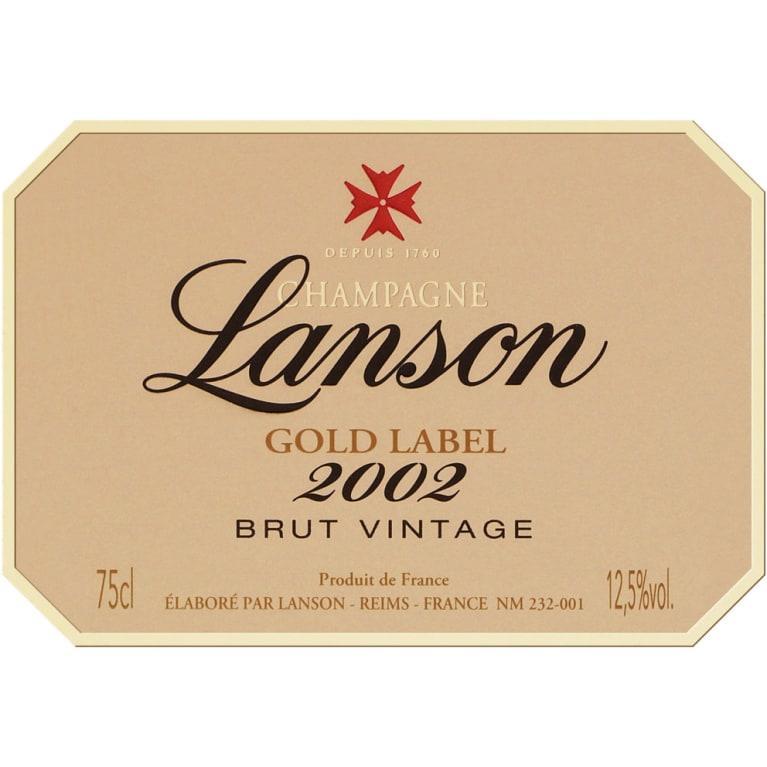 DEPUIS 1760
CHAMPAGNE
Lanson
GOLD LABEL
2002
BRUT VINTAGE
75cl
Produit de France
ÉLABORÉ PAR LANSON - REIMS - FRANCE NM 232-001
12,5%vol.